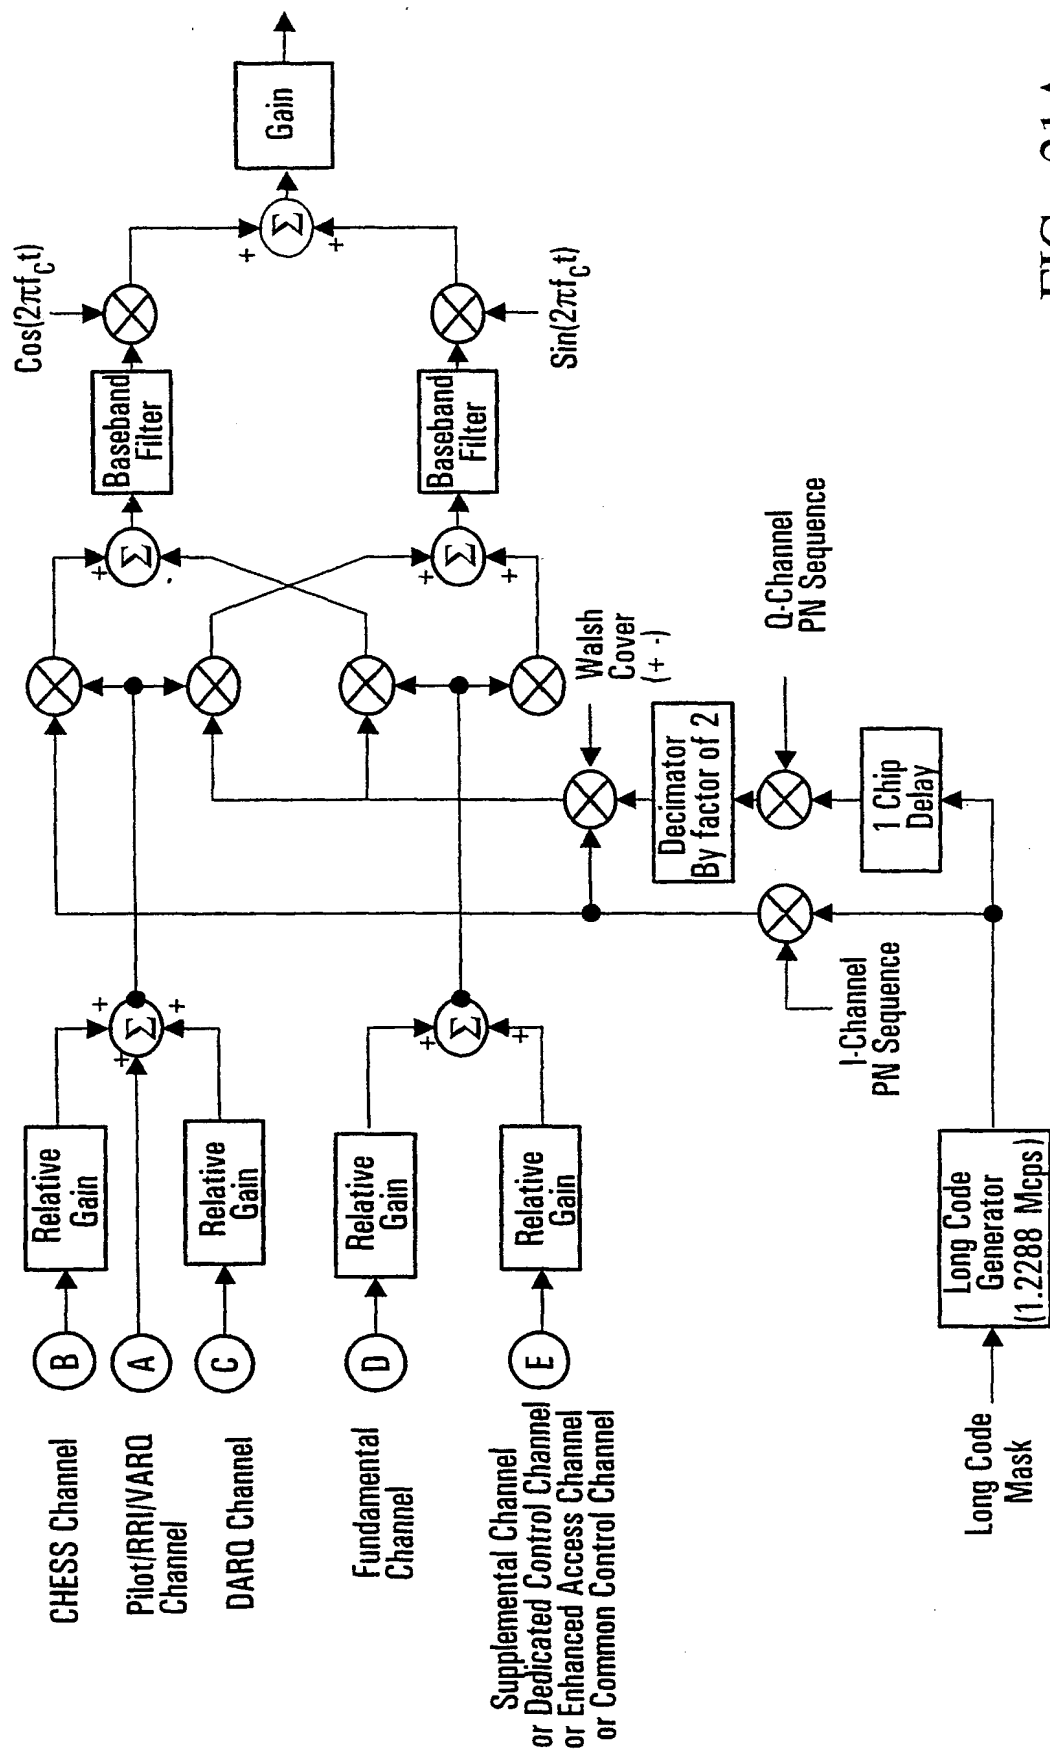 CHESS Channel
B
Relative
Gain
Pilot/RRI/VARQ
Channel
A
DARQ Channel
C
Relative
Gain
+
+
+
Σ
Fundamental
Channel
D
Relative
Gain
Supplemental Channel
or Dedicated Control Channel
or Enhanced Access Channel
or Common Control Channel
E
Relative
Gain
+
+
Σ
Long Code
Mask
Long Code
Generator
(1.2288 Mcps)
I-Channel
PN Sequence
1 Chip
Delay
Q-Channel
PN Sequence
Decimator
By factor of 2
Walsh
Cover
(+ -)
+
Σ
-
+
Σ
+
Baseband
Filter
Baseband
Filter
Cos(2πfCt)
Sin(2πfCt)
+
Σ
+
Gain